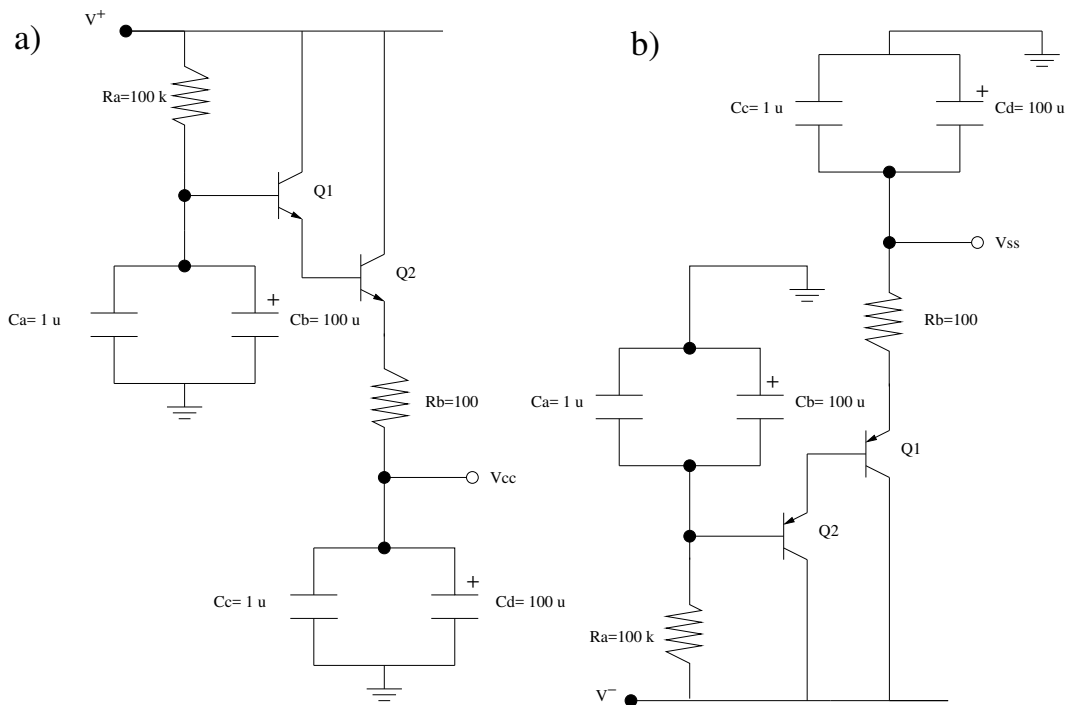 a)
V+
Ra=100 k
Q1
Q2
Ca= 1 u
+
Cb= 100 u
Rb=100
Vcc
Cc= 1 u
+
Cd= 100 u
b)
Cc= 1 u
+
Cd= 100 u
Vss
Rb=100
Ca= 1 u
+
Cb= 100 u
Q1
Q2
Ra=100 k
V−